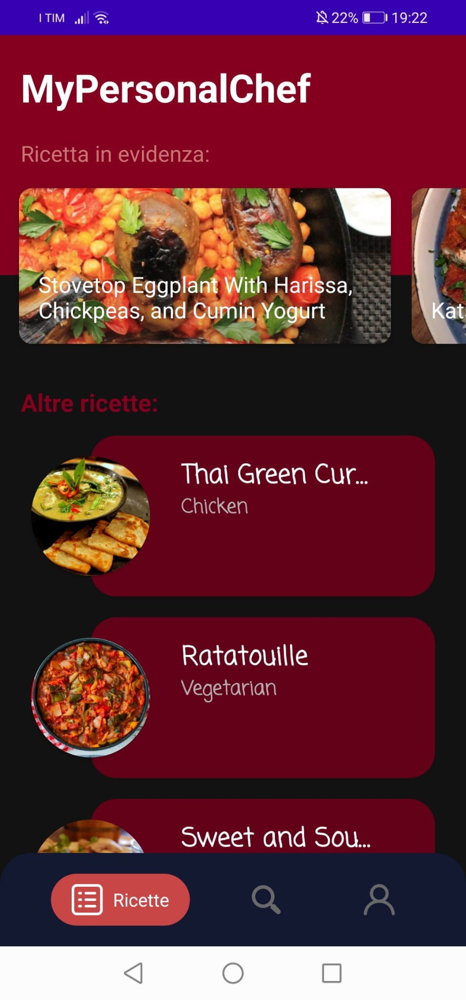 I TIM 22% 19:22
MyPersonalChef
Ricetta in evidenza:
Stovetop Eggplant With Harissa,
Chickpeas, and Cumin Yogurt
Kat
Altre ricette:
Thai Green Cur...
Chicken
Ratatouille
Vegetarian
Sweet and Sou...
Ricette